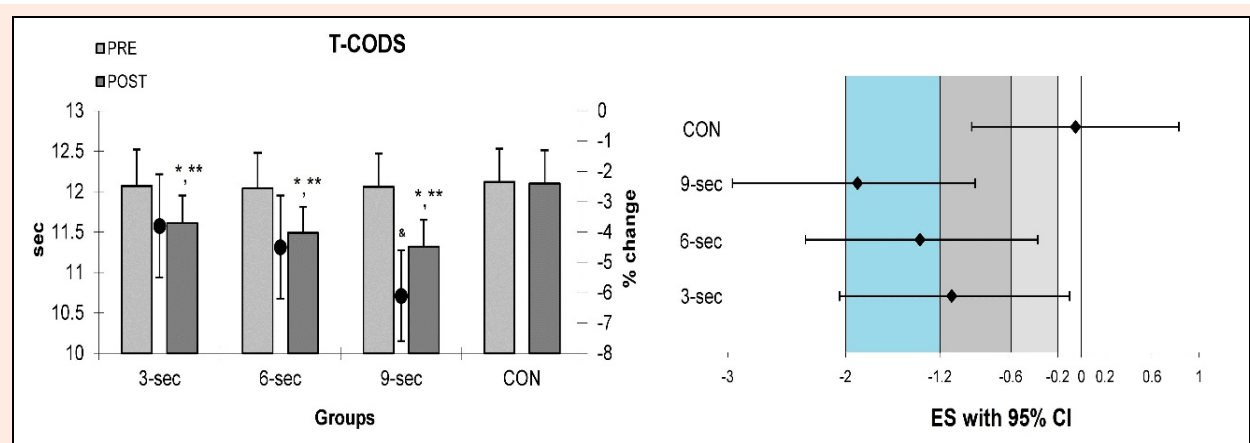 T-CODS
PRE
POST
13
12.5
12
11.5
11
10.5
10
sec
*,**
*,**
&
*,**
0
-1
-2
-3
-4
-5
-6
-7
-8
% change
3-sec 6-sec 9-sec CON
Groups
CON
9-sec
6-sec
3-sec
-3 -2 -1.2 -0.6 -0.2 0 0.2 0.6 1
ES with 95% CI